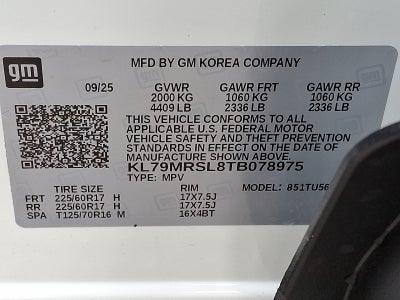 gm
MFD BY GM KOREA COMPANY
09/25 GVWR GAWR FRT GAWR RR
2000 KG 1060 KG 1060 KG
4409 LB 2336 LB 2336 LB
THIS VEHICLE CONFORMS TO ALL
APPLICABLE U.S. FEDERAL MOTOR
VEHICLE SAFETY AND THEFT PREVENTION
STANDARDS IN EFFECT ON THE DATE OF
MANUFACTURE SHOWN ABOVE.
KL79MRSL8TB078975
TYPE: MPV MODEL: 851TU56
TIRE SIZE RIM
FRT 225/60R17 H 17X7.5J
RR 225/60R17 H 17X7.5J
SPA T125/70R16 M 16X4BT